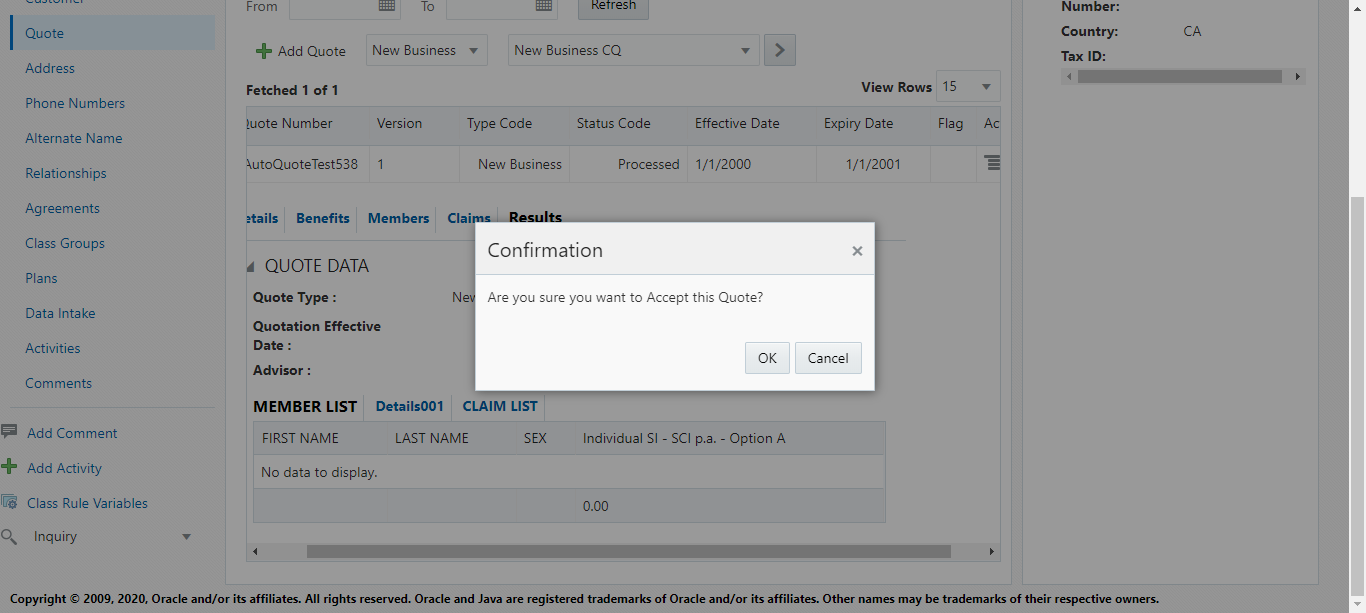 Customer
Quote
Address
Phone Numbers
Alternate Name
Relationships
Agreements
Class Groups
Plans
Data Intake
Activities
Comments
Add Comment
Add Activity
Class Rule Variables
Inquiry
From To Refresh
Add Quote New Business New Business CQ
Fetched 1 of 1 View Rows 15
Quote Number Version Type Code Status Code Effective Date Expiry Date Flag Ac
AutoQuoteTest538 1 New Business Processed 1/1/2000 1/1/2001
etails Benefits Members Claims Results
QUOTE DATA
Quote Type : New
Quotation Effective
Date :
Advisor :
Confirmation
Are you sure you want to Accept this Quote?
OK Cancel
MEMBER LIST Details001 CLAIM LIST
FIRST NAME LAST NAME SEX Individual SI - SCI p.a. - Option A
No data to display.
0.00
Number:
Country: CA
Tax ID:
Copyright © 2009, 2020, Oracle and/or its affiliates. All rights reserved. Oracle and Java are registered trademarks of Oracle and/or its affiliates. Other names may be trademarks of their respective owners.